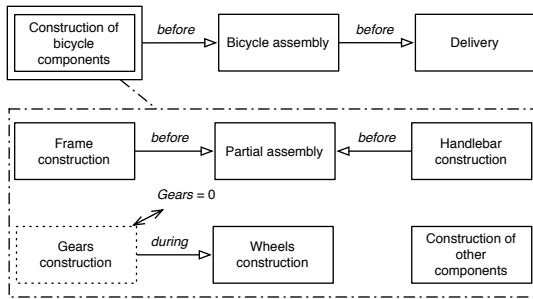 Construction of
bicycle
components
before
Bicycle assembly
before
Delivery
Frame
construction
before
Partial assembly
before
Handlebar
construction
Gears = 0
Gears
construction
during
Wheels
construction
Construction of
other
components